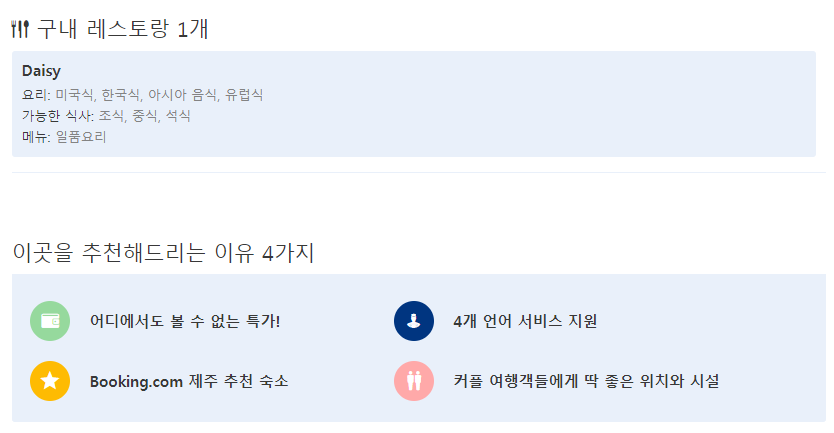 구내 레스토랑 1개
Daisy
요리: 미국식, 한국식, 아시아 음식, 유럽식
가능한 식사: 조식, 중식, 석식
메뉴: 일품요리
이곳을 추천해드리는 이유 4가지
어디에서도 볼 수 없는 특가!
4개 언어 서비스 지원
Booking.com 제주 추천 숙소
커플 여행객들에게 딱 좋은 위치와 시설